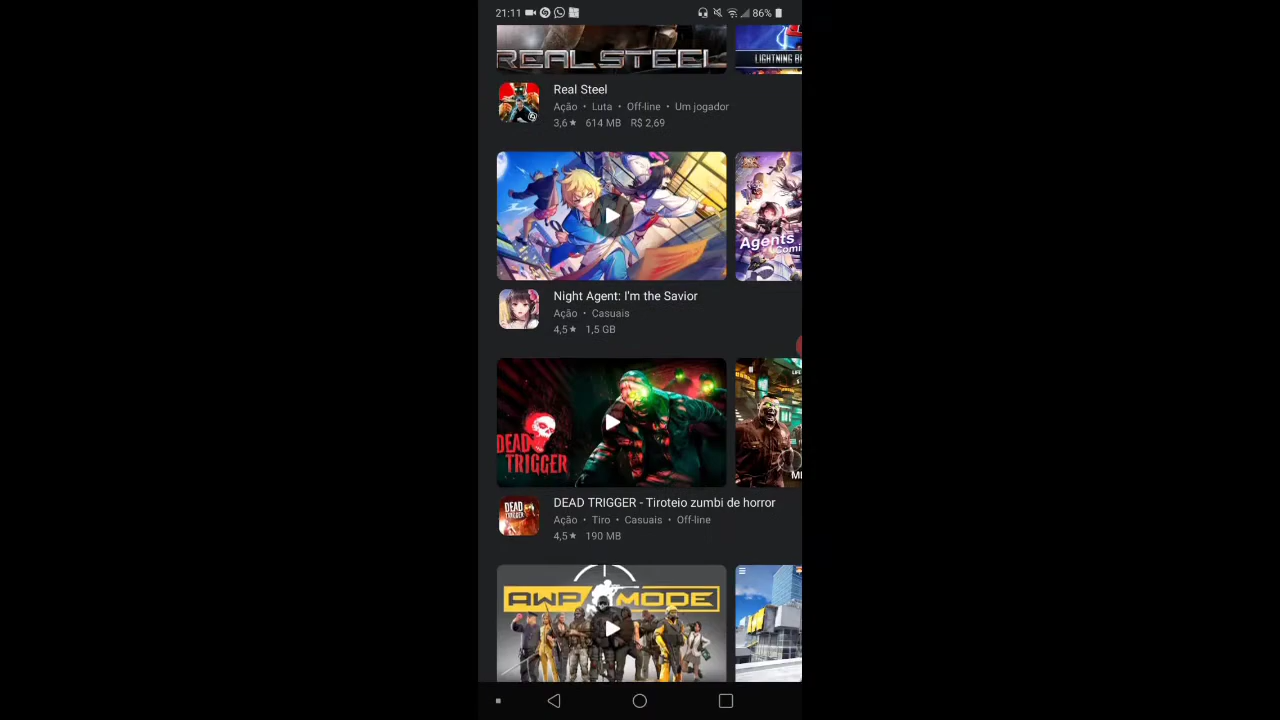 21:11
86%
REAL STEEL
LIGHTNING
Real Steel
Ação • Luta • Off-line • Um jogador
3,6★ 614 MB R$ 2,69
Agents
Night Agent: I'm the Savior
Ação • Casuais
4,5★ 1,5 GB
DEAD
TRIGGER
DEAD TRIGGER - Tiroteio zumbi de horror
Ação • Tiro • Casuais • Off-line
4,5★ 190 MB
AWP MODE